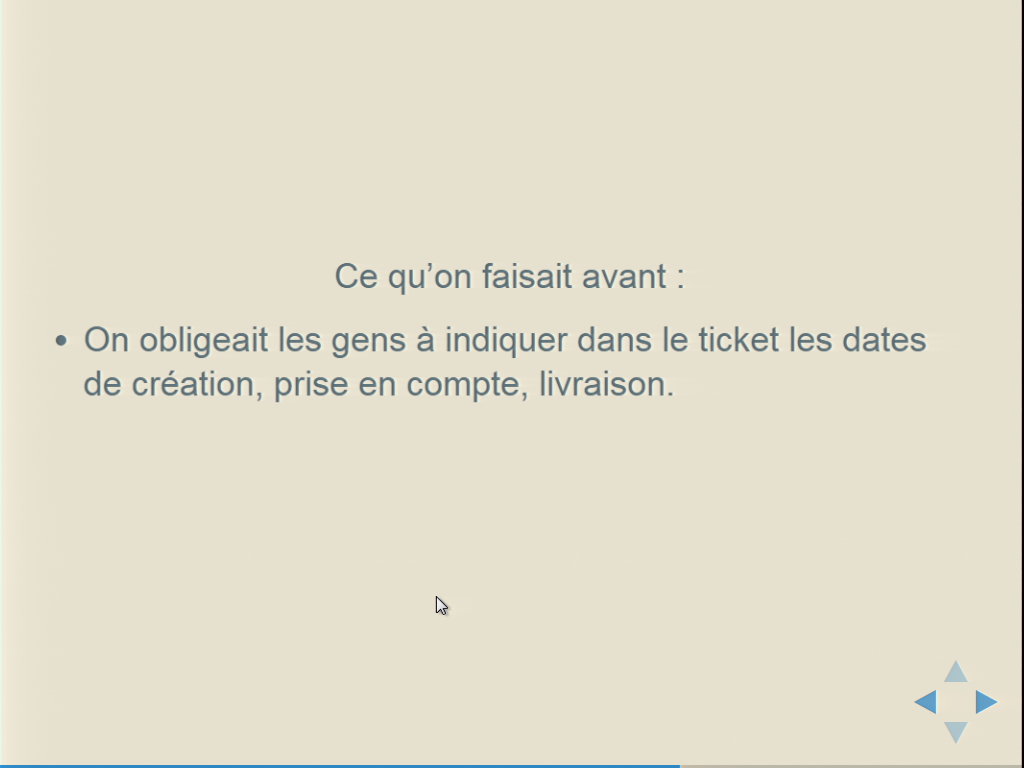 Ce qu’on faisait avant :
• On obligeait les gens à indiquer dans le ticket les dates
de création, prise en compte, livraison.